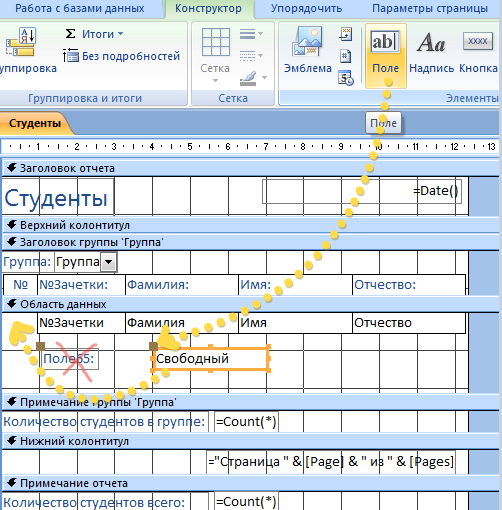 Работа с базами данных Конструктор Упорядочить Параметры страницы
Σ Итоги
Без подробностей
уппировка Сетка Эмблема ab| Поле Aa Надпись Кнопка
Группировка и итоги Сетка Элементы
Студенты Поле
1 2 3 4 5 6 7 8 9 10 11 12 13
Заголовок отчета
Студенты =Date()
Верхний колонтитул
Заголовок группы 'Группа'
Группа: Группа
№ №Зачетки: Фамилия: Имя: Отчество:
Область данных
№Зачетки Фамилия Имя Отчество
Поле65: Свободный
Примечание группы 'Группа'
Количество студентов в группе: =Count(*)
Нижний колонтитул
="Страница " & [Page] & " из " & [Pages]
Примечание отчета
Количество студентов всего: =Count(*)